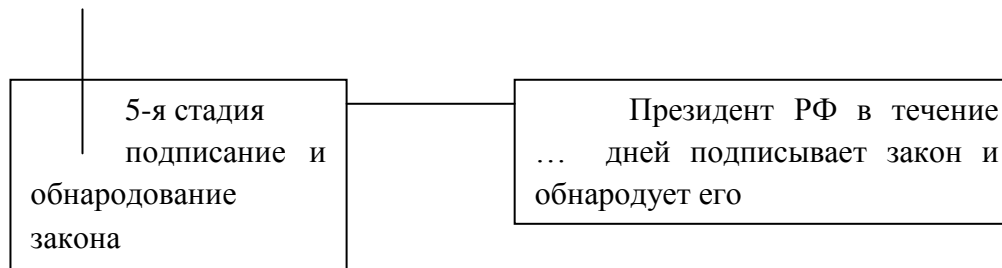 5-я стадия
подписание и
обнародование
закона
Президент РФ в течение
… дней подписывает закон и
обнародует его